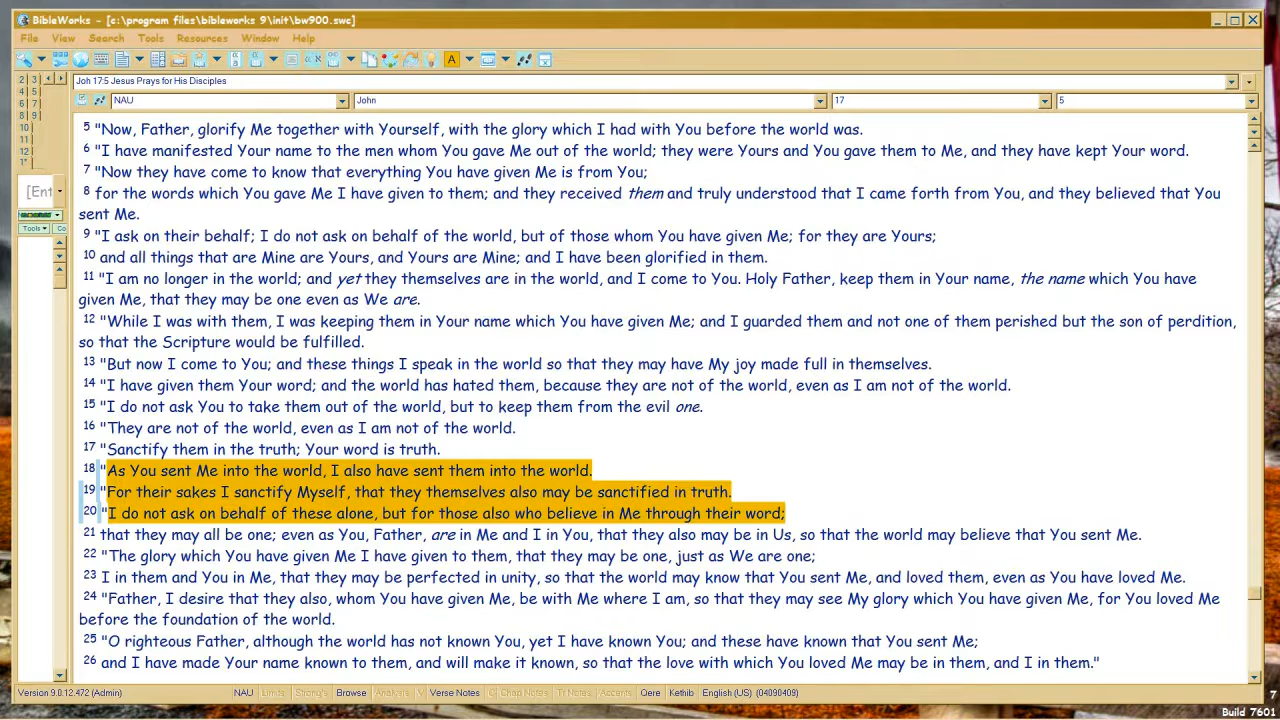 BibleWorks - [c:\program files\bibleworks 9\init\bw900.swc]
File View Search Tools Resources Window Help
Joh 17:5 Jesus Prays for His Disciples
NAU John 17 5
2 3
4 5
6 7
8 9
10
11
12
1"
[Ent
Tools Co
5 "Now, Father, glorify Me together with Yourself, with the glory which I had with You before the world was.
6 "I have manifested Your name to the men whom You gave Me out of the world; they were Yours and You gave them to Me, and they have kept Your word.
7 "Now they have come to know that everything You have given Me is from You;
8 for the words which You gave Me I have given to them; and they received them and truly understood that I came forth from You, and they believed that You
sent Me.
9 "I ask on their behalf; I do not ask on behalf of the world, but of those whom You have given Me; for they are Yours;
10 and all things that are Mine are Yours, and Yours are Mine; and I have been glorified in them.
11 "I am no longer in the world; and yet they themselves are in the world, and I come to You. Holy Father, keep them in Your name, the name which You have
given Me, that they may be one even as We are.
12 "While I was with them, I was keeping them in Your name which You have given Me; and I guarded them and not one of them perished but the son of perdition,
so that the Scripture would be fulfilled.
13 "But now I come to You; and these things I speak in the world so that they may have My joy made full in themselves.
14 "I have given them Your word; and the world has hated them, because they are not of the world, even as I am not of the world.
15 "I do not ask You to take them out of the world, but to keep them from the evil one.
16 "They are not of the world, even as I am not of the world.
17 "Sanctify them in the truth; Your word is truth.
18 "As You sent Me into the world, I also have sent them into the world.
19 "For their sakes I sanctify Myself, that they themselves also may be sanctified in truth.
20 "I do not ask on behalf of these alone, but for those also who believe in Me through their word;
21 that they may all be one; even as You, Father, are in Me and I in You, that they also may be in Us, so that the world may believe that You sent Me.
22 "The glory which You have given Me I have given to them, that they may be one, just as We are one;
23 I in them and You in Me, that they may be perfected in unity, so that the world may know that You sent Me, and loved them, even as You have loved Me.
24 "Father, I desire that they also, whom You have given Me, be with Me where I am, so that they may see My glory which You have given Me, for You loved Me
before the foundation of the world.
25 "O righteous Father, although the world has not known You, yet I have known You; and these have known that You sent Me;
26 and I have made Your name known to them, and will make it known, so that the love with which You loved Me may be in them, and I in them."
Version 9.0.12.472 (Admin) NAU Limits Strong's Browse Analysis V Verse Notes C Chap Notes Tr Notes Accents Qere Kethib English (US) (04090409)
7
Build 7601